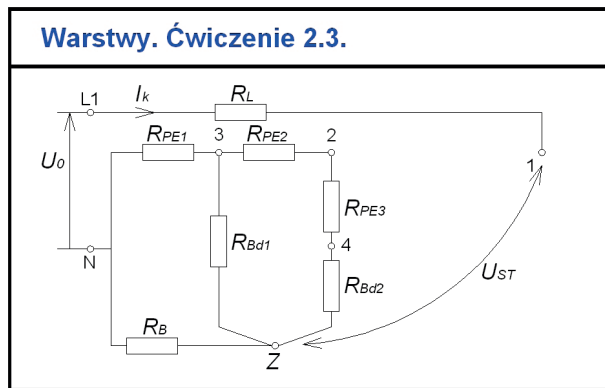 Warstwy. Ćwiczenie 2.3.
L1 Ik RL
RPE1 3 RPE2 2
U0 1
RPE3
N RBd1 4
RBd2 UST
RB
Z